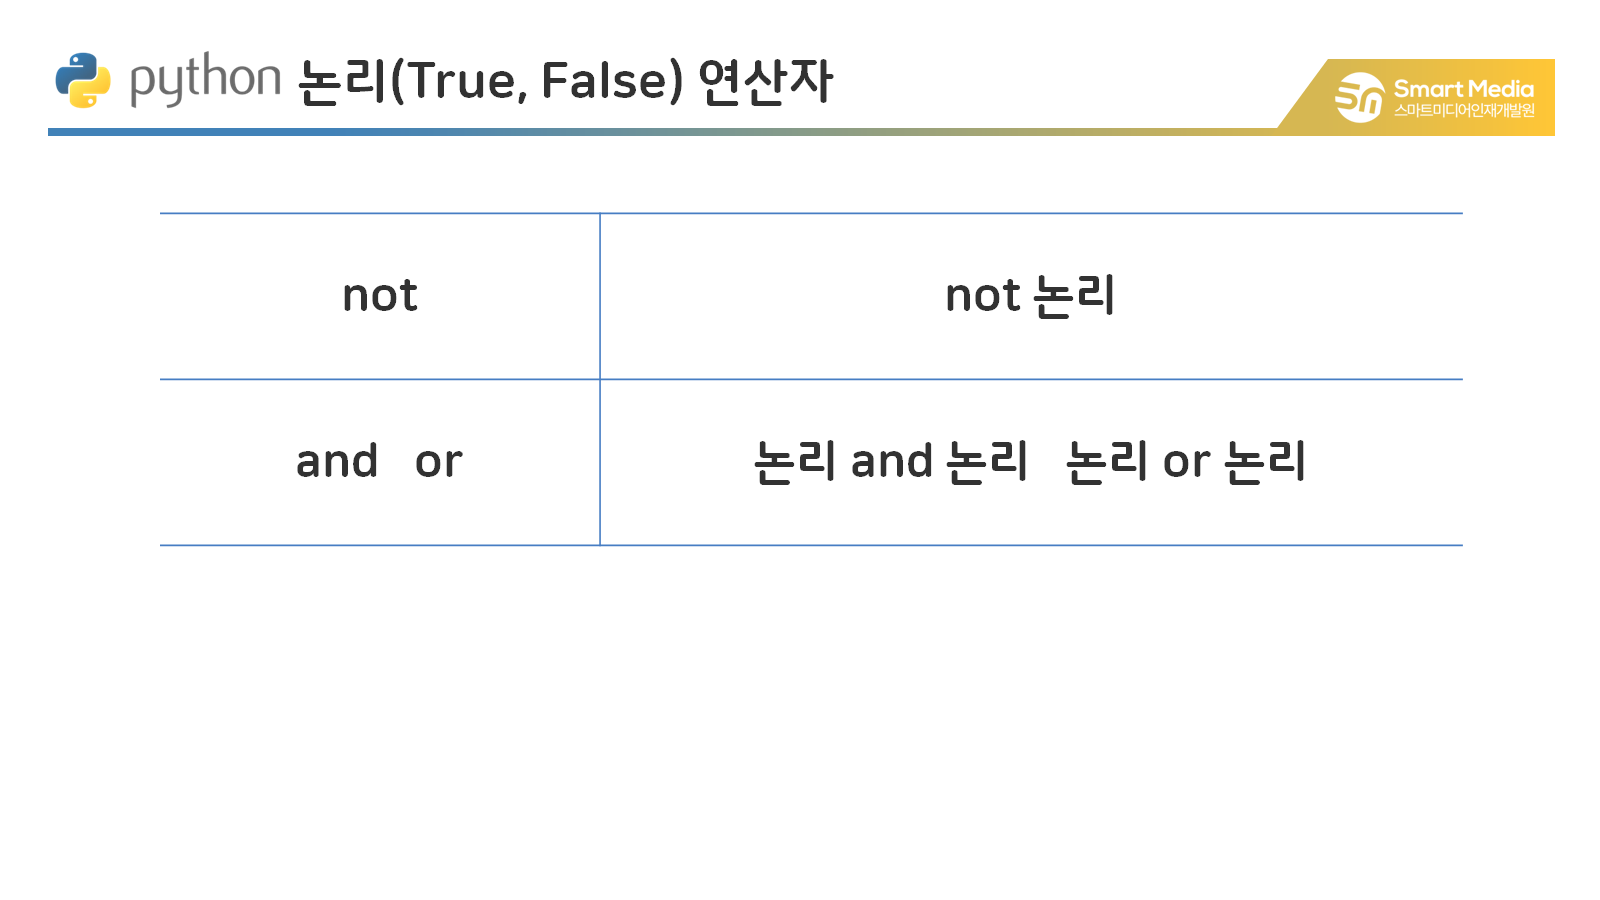 python 논리(True, False) 연산자
Smart Media
스마트미디어인재개발원
not
not 논리
and or
논리 and 논리 논리 or 논리